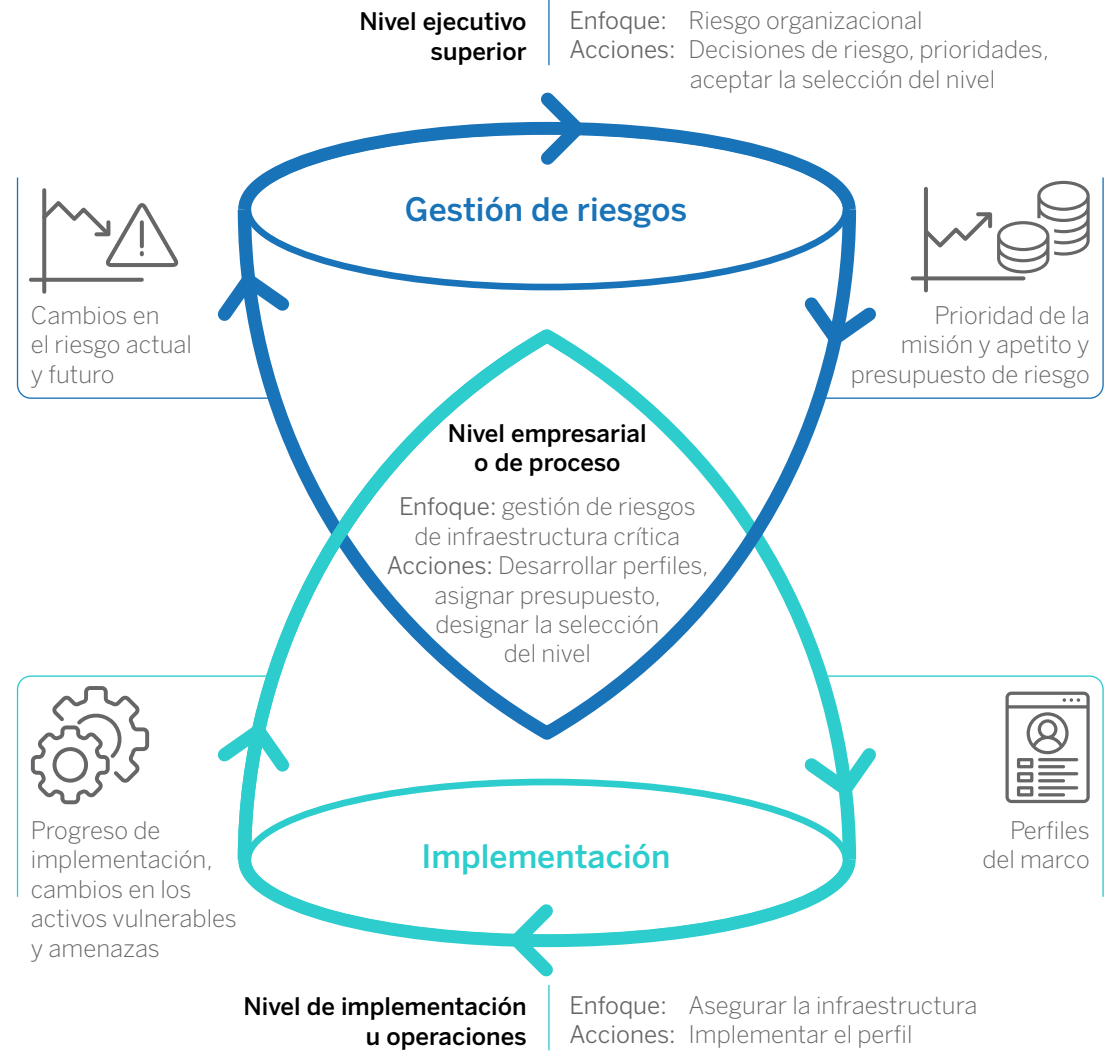 Nivel ejecutivo
superior
Enfoque: Riesgo organizacional
Acciones: Decisiones de riesgo, prioridades,
aceptar la selección del nivel
Gestión de riesgos
Cambios en
el riesgo actual
y futuro
Prioridad de la
misión y apetito y
presupuesto de riesgo
Nivel empresarial
o de proceso
Enfoque: gestión de riesgos
de infraestructura crítica
Acciones: Desarrollar perfiles,
asignar presupuesto,
designar la selección
del nivel
Progreso de
implementación,
cambios en los
activos vulnerables
y amenazas
Implementación
Perfiles
del marco
Nivel de implementación
u operaciones
Enfoque: Asegurar la infraestructura
Acciones: Implementar el perfil